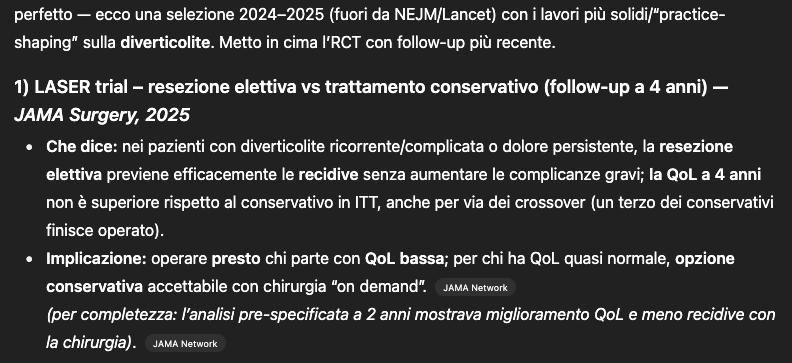 perfetto — ecco una selezione 2024–2025 (fuori da NEJM/Lancet) con i lavori più solidi/“practice-
shaping” sulla diverticolite. Metto in cima l’RCT con follow-up più recente.
1) LASER trial – resezione elettiva vs trattamento conservativo (follow-up a 4 anni) —
JAMA Surgery, 2025
• Che dice: nei pazienti con diverticolite ricorrente/complicata o dolore persistente, la resezione
elettiva previene efficacemente le recidive senza aumentare le complicanze gravi; la QoL a 4 anni
non è superiore rispetto al conservativo in ITT, anche per via dei crossover (un terzo dei conservativi
finisce operato).
• Implicazione: operare presto chi parte con QoL bassa; per chi ha QoL quasi normale, opzione
conservativa accettabile con chirurgia “on demand”. JAMA Network
(per completezza: l’analisi pre-specificata a 2 anni mostrava miglioramento QoL e meno recidive con
la chirurgia). JAMA Network